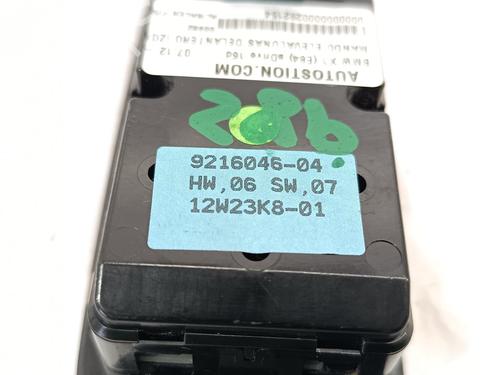 AUTOSTION.COM
BMW X1 (E84) sDrive 16d
07.12 -
MANDO ELEVALUNAS DELANTERO IZQ
9216046-04
HW,06 SW,07
12W23K8-01